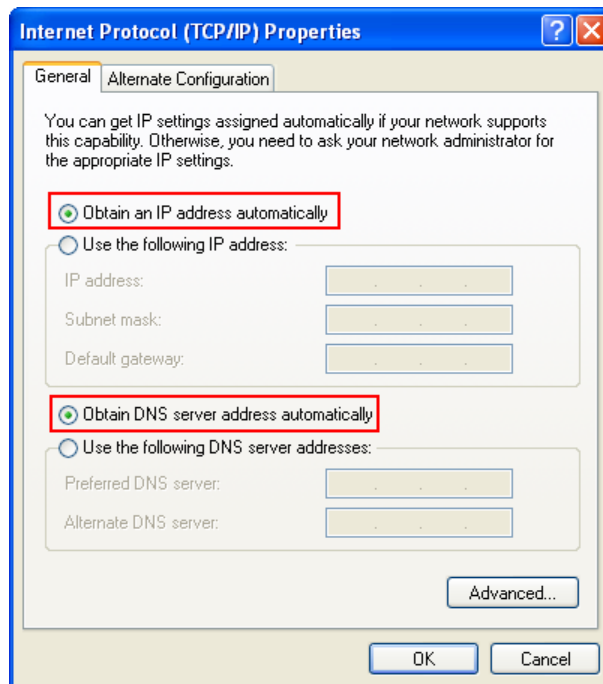 Internet Protocol (TCP/IP) Properties
General
Alternate Configuration
You can get IP settings assigned automatically if your network supports
this capability. Otherwise, you need to ask your network administrator for
the appropriate IP settings.
Obtain an IP address automatically
Use the following IP address:
IP address:
Subnet mask:
Default gateway:
Obtain DNS server address automatically
Use the following DNS server addresses:
Preferred DNS server:
Alternate DNS server:
Advanced...
OK
Cancel